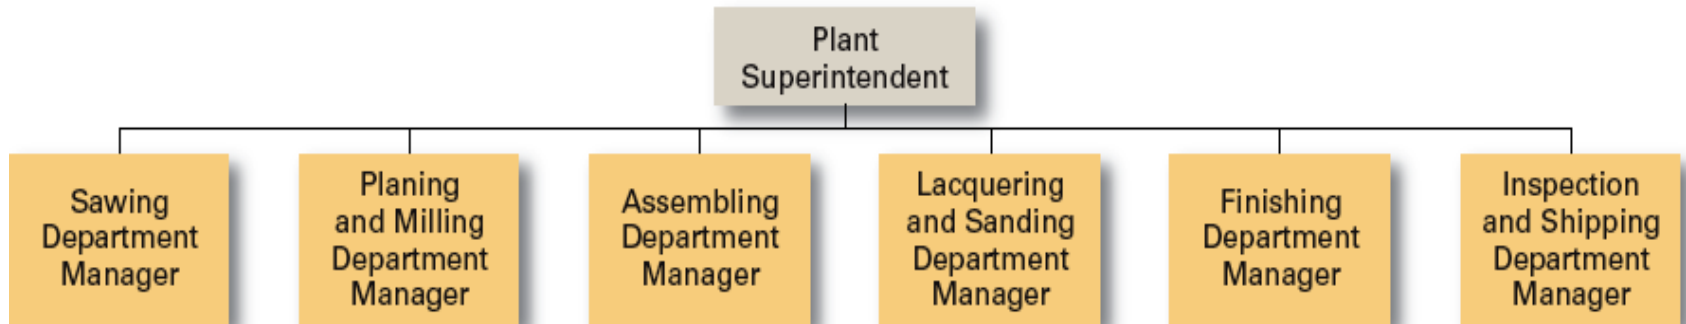 Plant
Superintendent
Sawing
Department
Manager
Planing
and Milling
Department
Manager
Assembling
Department
Manager
Lacquering
and Sanding
Department
Manager
Finishing
Department
Manager
Inspection
and Shipping
Department
Manager